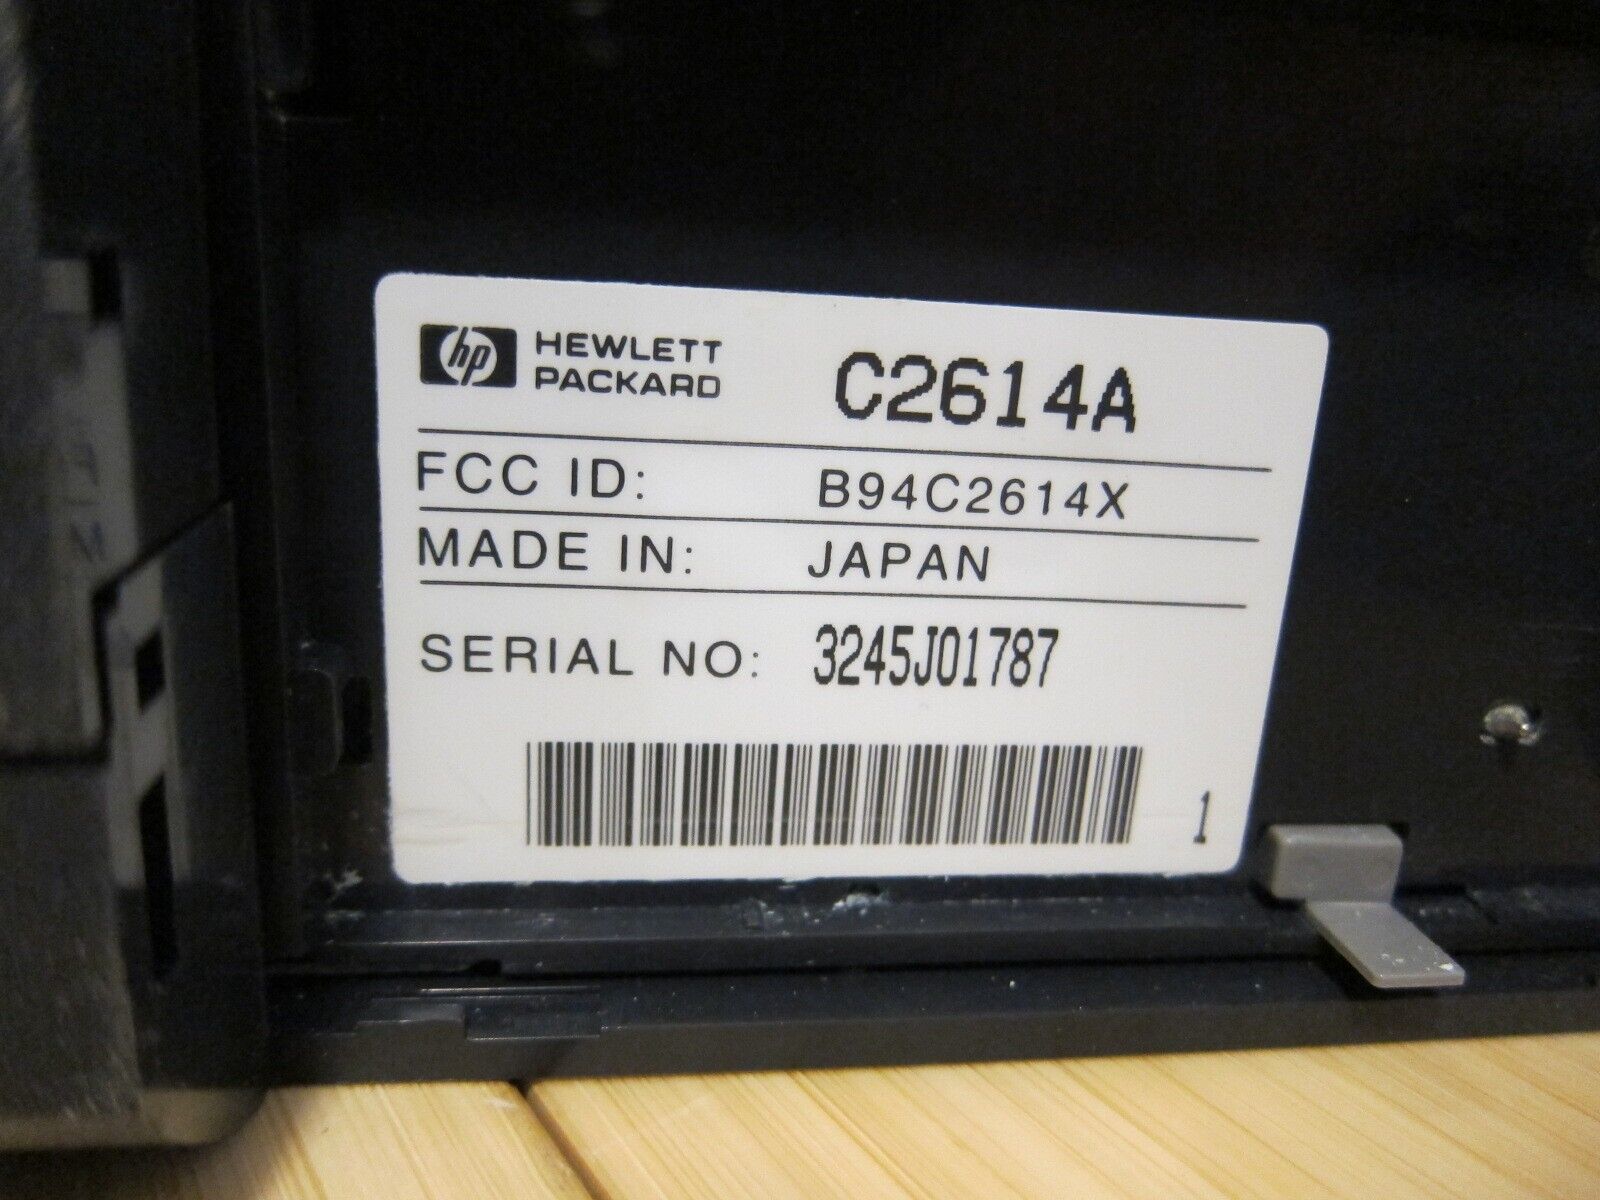 hp HEWLETT PACKARD C2614A
FCC ID: B94C2614X
MADE IN: JAPAN
SERIAL NO: 3245J01787
1